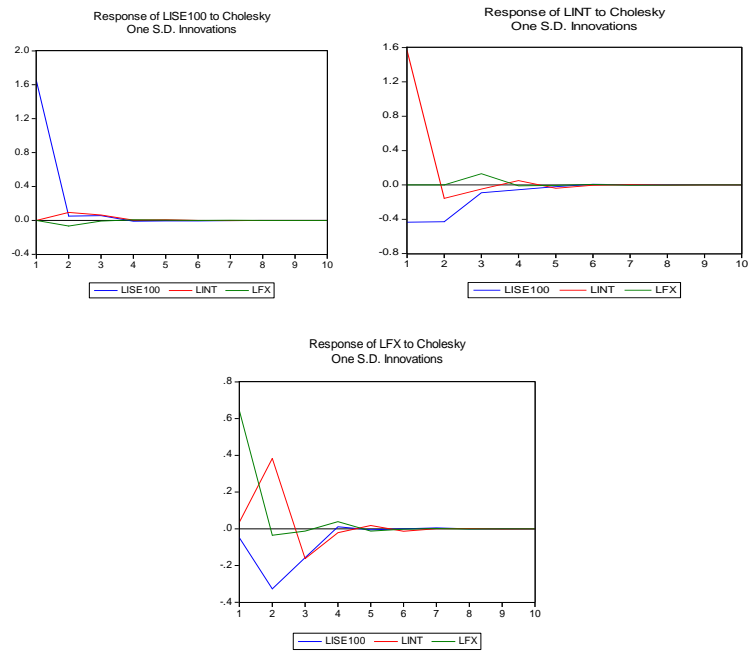 Response of LISE100 to Cholesky
One S.D. Innovations
2.0
1.6
1.2
0.8
0.4
0.0
-0.4
1 2 3 4 5 6 7 8 9 10
LISE100 LINT LFX
Response of LINT to Cholesky
One S.D. Innovations
1.6
1.2
0.8
0.4
0.0
-0.4
-0.8
1 2 3 4 5 6 7 8 9 10
LISE100 LINT LFX
Response of LFX to Cholesky
One S.D. Innovations
.8
.6
.4
.2
.0
-.2
-.4
1 2 3 4 5 6 7 8 9 10
LISE100 LINT LFX